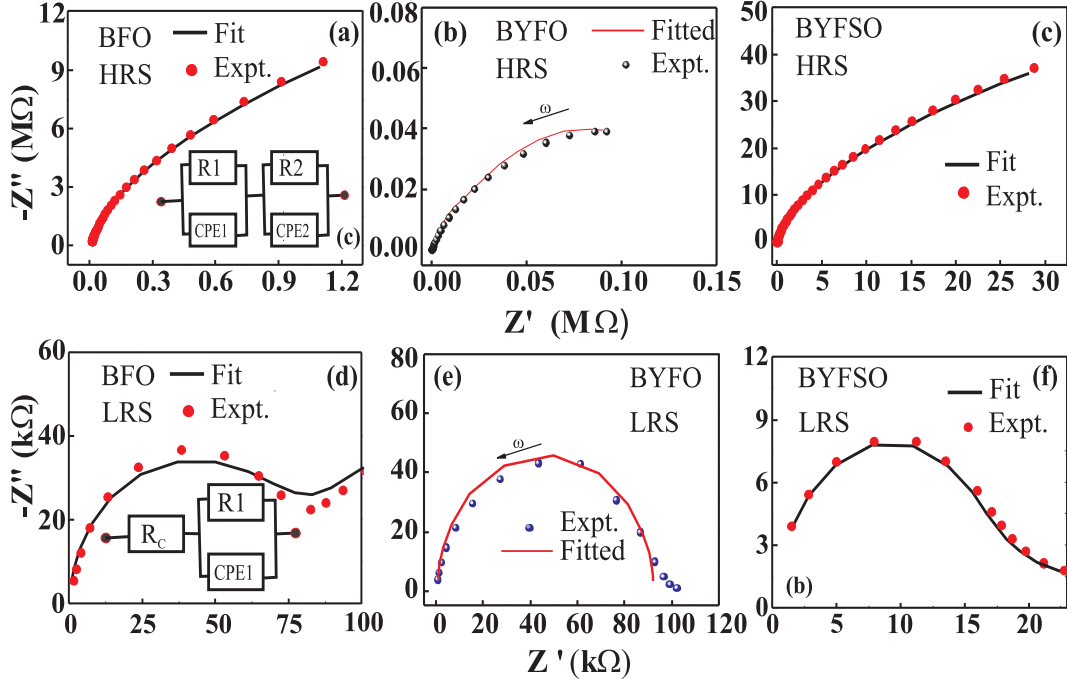 -Z'' (MΩ)
12
9
6
3
0
BFO
HRS
Fit
Expt.
(a)
R1
R2
CPE1
CPE2
(c)
0.0 0.3 0.6 0.9 1.2
0.08
0.06
0.04
0.02
0.00
(b)
BYFO
HRS
Fitted
Expt.
ω
0.00 0.05 0.10 0.15
50
40
30
20
10
0
BYFSO
HRS
(c)
Fit
Expt.
0 5 10 15 20 25 30
Z' (MΩ)
-Z'' (kΩ)
60
40
20
0
BFO
LRS
Fit
Expt.
(d)
R1
RC
CPE1
0 25 50 75 100
80
60
40
20
0
(e)
BYFO
LRS
ω
Expt.
Fitted
0 20 40 60 80 100 120
12
9
6
3
0
BYFSO
LRS
Fit
Expt.
(f)
(b)
0 5 10 15 20
Z' (kΩ)